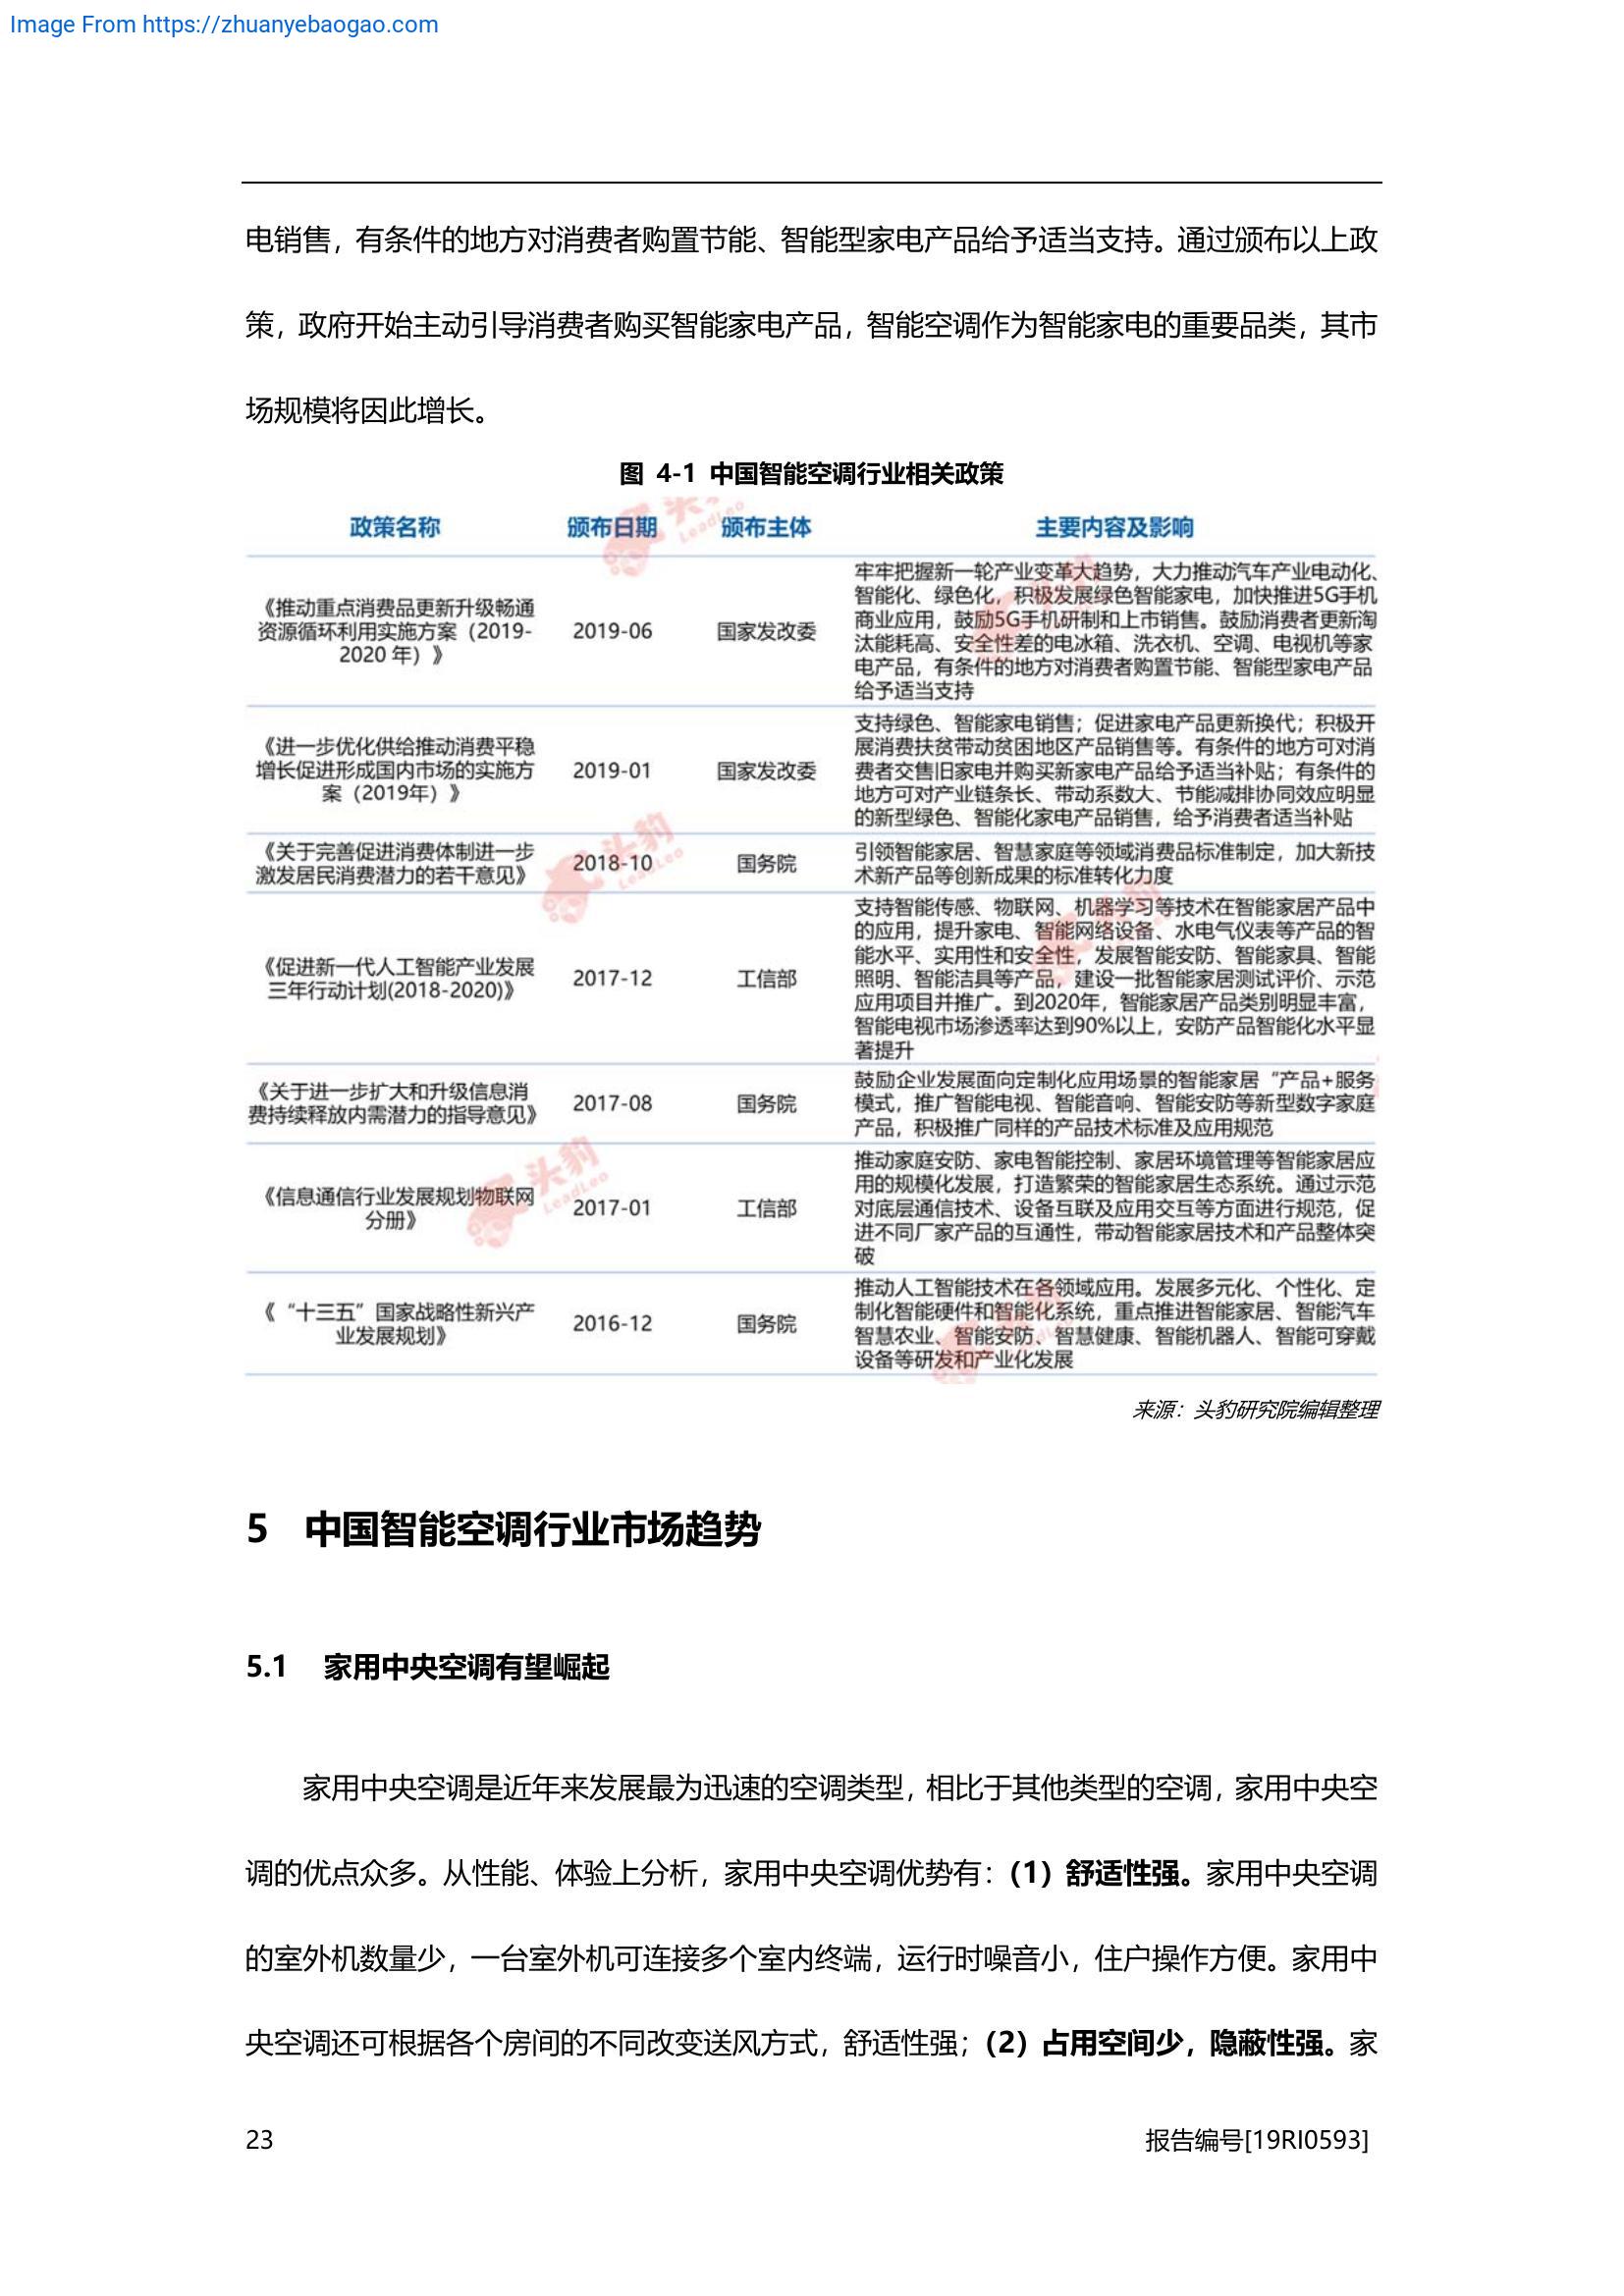 Image From https://zhuanyebaogao.com
电销售，有条件的地方对消费者购置节能、智能型家电产品给予适当支持。通过颁布以上政
策，政府开始主动引导消费者购买智能家电产品，智能空调作为智能家电的重要品类，其市
场规模将因此增长。
图 4-1 中国智能空调行业相关政策
政策名称 颁布日期 颁布主体 主要内容及影响
《推动重点消费品更新升级畅通
资源循环利用实施方案（2019-
2020 年）》
2019-06
国家发改委
牢牢把握新一轮产业变革大趋势，大力推动汽车产业电动化、
智能化、绿色化，积极发展绿色智能家电，加快推进5G手机
商业应用，鼓励5G手机研制和上市销售。鼓励消费者更新淘
汰能耗高、安全性差的电冰箱、洗衣机、空调、电视机等家
电产品，有条件的地方对消费者购置节能、智能型家电产品
给予适当支持
《进一步优化供给推动消费平稳
增长促进形成国内市场的实施方
案（2019年）》
2019-01
国家发改委
支持绿色、智能家电销售；促进家电产品更新换代；积极开
展消费扶贫带动贫困地区产品销售等。有条件的地方可对消
费者交售旧家电并购买新家电产品给予适当补贴；有条件的
地方可对产业链条长、带动系数大、节能减排协同效应明显
的新型绿色、智能化家电产品销售，给予消费者适当补贴
《关于完善促进消费体制进一步
激发居民消费潜力的若干意见》
2018-10
国务院
引领智能家居、智慧家庭等领域消费品标准制定，加大新技
术新产品等创新成果的标准转化力度
《促进新一代人工智能产业发展
三年行动计划(2018-2020)》
2017-12
工信部
支持智能传感、物联网、机器学习等技术在智能家居产品中
的应用，提升家电、智能网络设备、水电气仪表等产品的智
能水平、实用性和安全性，发展智能安防、智能家具、智能
照明、智能洁具等产品，建设一批智能家居测试评价、示范
应用项目并推广。到2020年，智能家居产品类别明显丰富，
智能电视市场渗透率达到90%以上，安防产品智能化水平显
著提升
《关于进一步扩大和升级信息消
费持续释放内需潜力的指导意见》
2017-08
国务院
鼓励企业发展面向定制化应用场景的智能家居“产品+服务
模式，推广智能电视、智能音响、智能安防等新型数字家庭
产品，积极推广同样的产品技术标准及应用规范
《信息通信行业发展规划物联网
分册》
2017-01
工信部
推动家庭安防、家电智能控制、家居环境管理等智能家居应
用的规模化发展，打造繁荣的智能家居生态系统。通过示范
对底层通信技术、设备互联及应用交互等方面进行规范，促
进不同厂家产品的互通性，带动智能家居技术和产品整体突
破
《“十三五”国家战略性新兴产
业发展规划》
2016-12
国务院
推动人工智能技术在各领域应用。发展多元化、个性化、定
制化智能硬件和智能化系统，重点推进智能家居、智能汽车
智慧农业、智能安防、智慧健康、智能机器人、智能可穿戴
设备等研发和产业化发展
头豹
LeadLeo
来源：头豹研究院编辑整理
5 中国智能空调行业市场趋势
5.1 家用中央空调有望崛起
家用中央空调是近年来发展最为迅速的空调类型，相比于其他类型的空调，家用中央空
调的优点众多。从性能、体验上分析，家用中央空调优势有：（1）舒适性强。家用中央空调
的室外机数量少，一台室外机可连接多个室内终端，运行时噪音小，住户操作方便。家用中
央空调还可根据各个房间的不同改变送风方式，舒适性强；（2）占用空间少，隐蔽性强。家
23 报告编号[19RI0593]